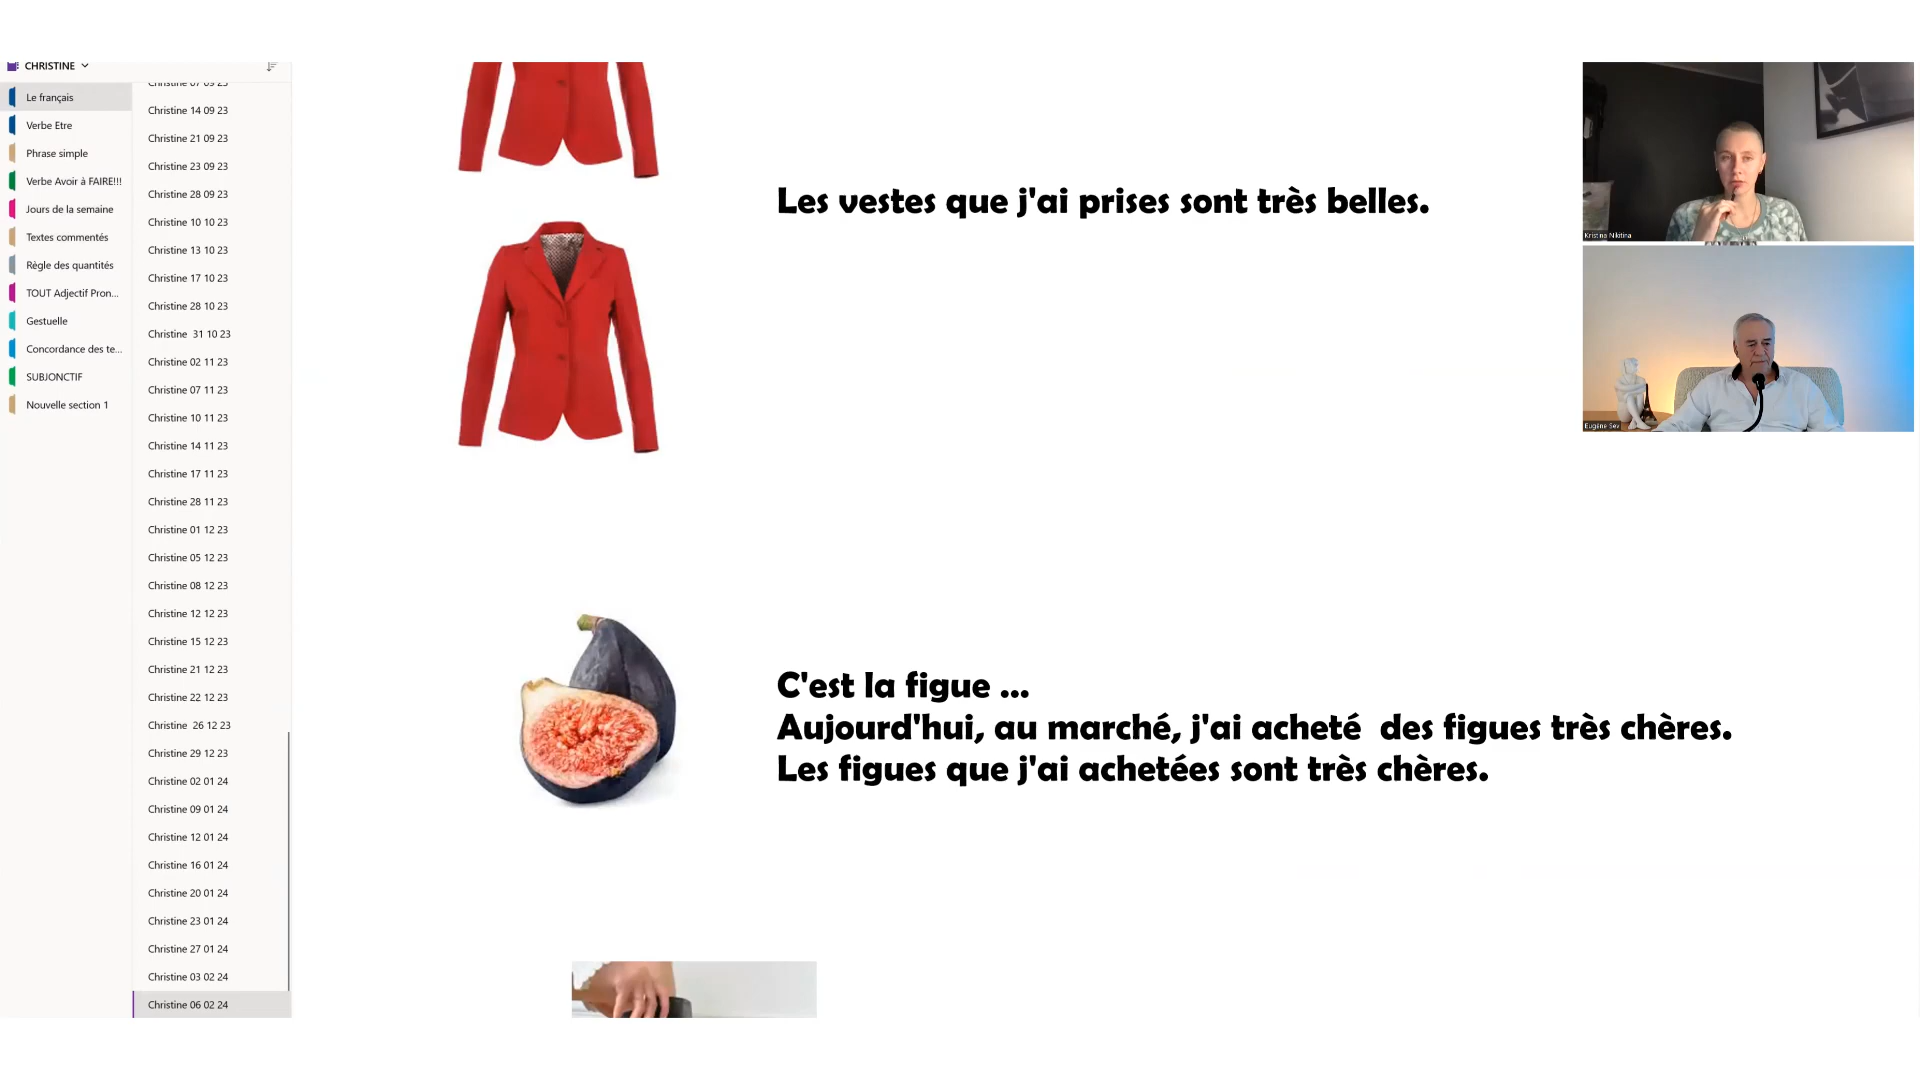 CHRISTINE
Le français
Verbe Etre
Phrase simple
Verbe Avoir à FAIRE!!!
Jours de la semaine
Textes commentés
Règle des quantités
TOUT Adjectif Pron...
Gestuelle
Concordance des te...
SUBJONCTIF
Nouvelle section 1
Christine 07 09 23
Christine 14 09 23
Christine 21 09 23
Christine 23 09 23
Christine 28 09 23
Christine 10 10 23
Christine 13 10 23
Christine 17 10 23
Christine 28 10 23
Christine 31 10 23
Christine 02 11 23
Christine 07 11 23
Christine 10 11 23
Christine 14 11 23
Christine 17 11 23
Christine 28 11 23
Christine 01 12 23
Christine 05 12 23
Christine 08 12 23
Christine 12 12 23
Christine 15 12 23
Christine 21 12 23
Christine 22 12 23
Christine 26 12 23
Christine 29 12 23
Christine 02 01 24
Christine 09 01 24
Christine 12 01 24
Christine 16 01 24
Christine 20 01 24
Christine 23 01 24
Christine 27 01 24
Christine 03 02 24
Christine 06 02 24
Les vestes que j'ai prises sont très belles.
C'est la figue ...
Aujourd'hui, au marché, j'ai acheté des figues très chères.
Les figues que j'ai achetées sont très chères.
Kristina Nikitina
Eugène Sev